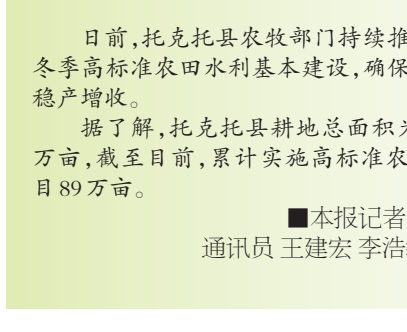 日前,托克托县农牧部门持续推
冬季高标准农田水利基本建设,确保
稳产增收。
据了解,托克托县耕地总面积
万亩,截至目前,累计实施高标准农
目89万亩。
■本报记者
通讯员 王建宏 李浩